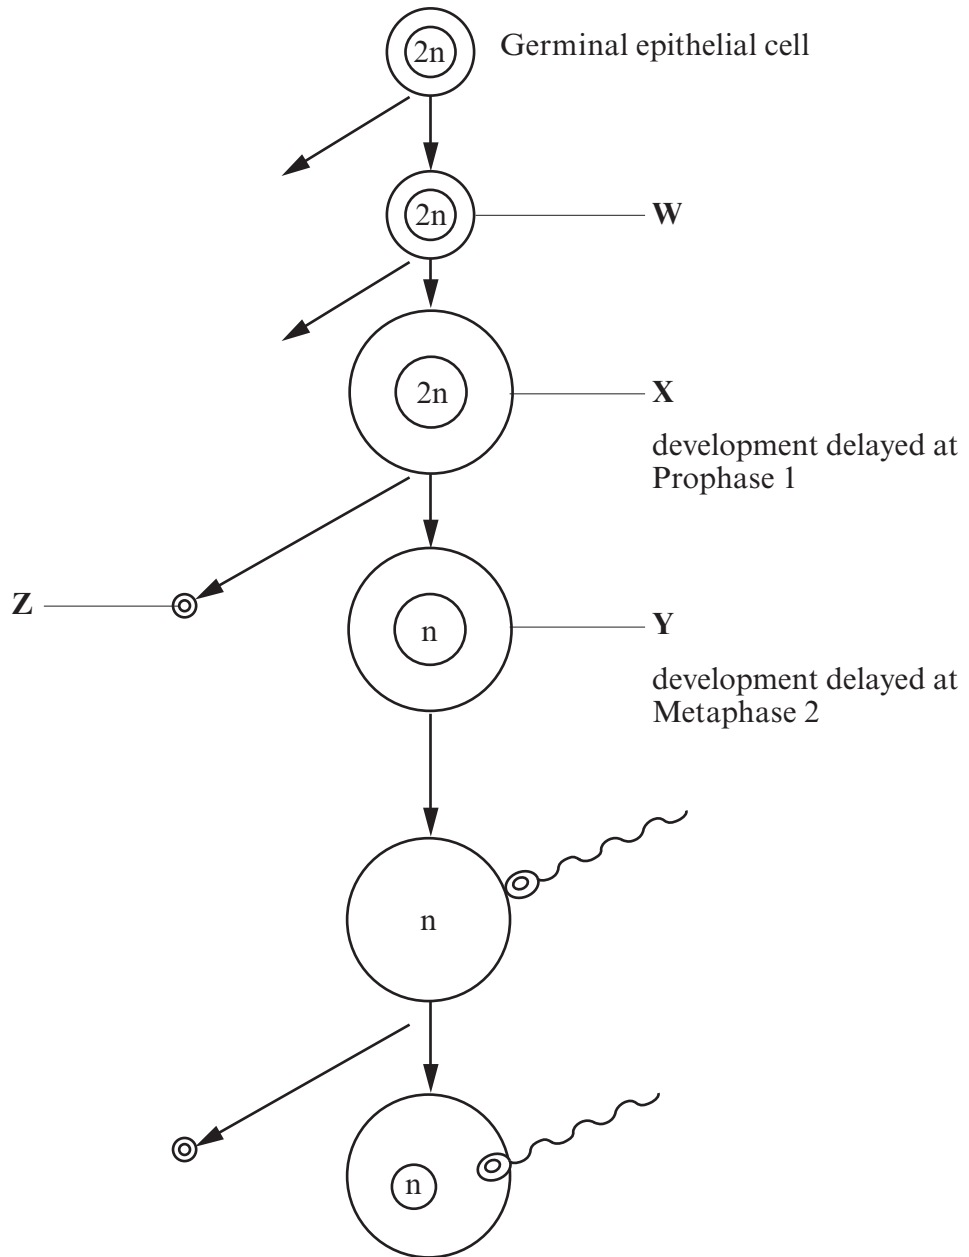 2n
Germinal epithelial cell
2n
W
2n
X
development delayed at
Prophase 1
Z
n
Y
development delayed at
Metaphase 2
n
n